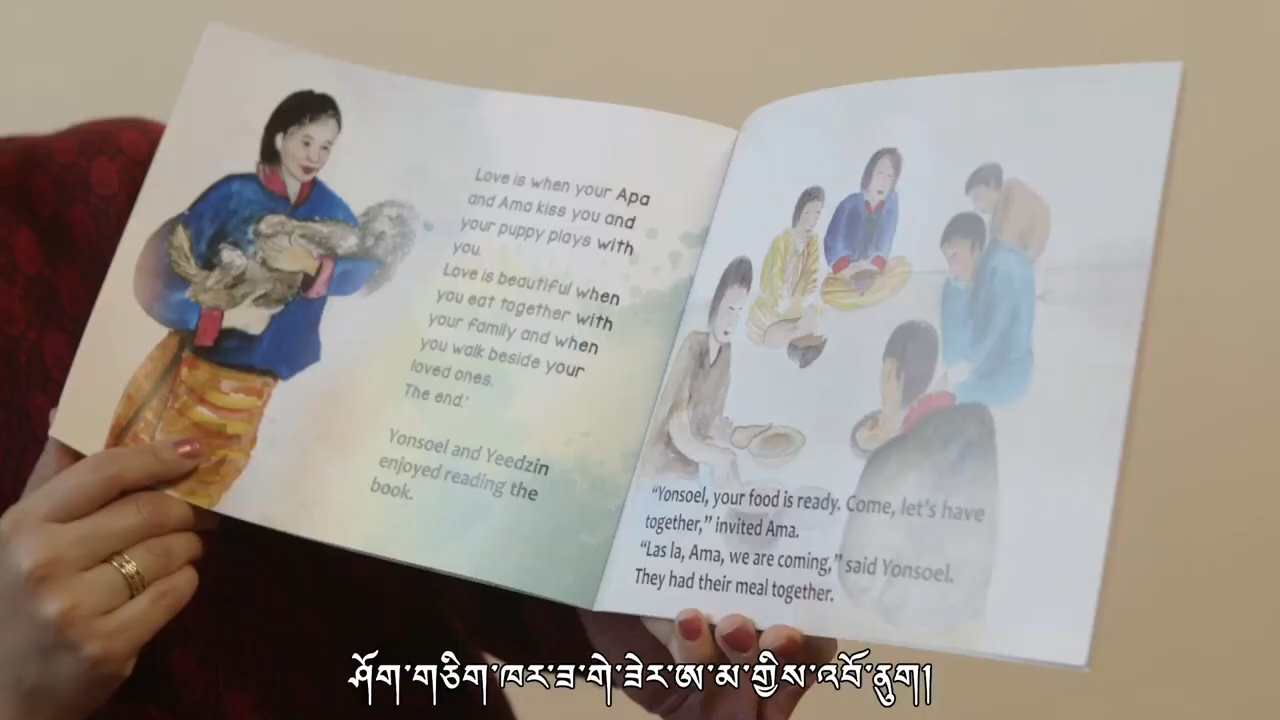 Love is when your Apa
and Ama kiss you and
your puppy plays with
you.
Love is beautiful when
you eat together with
your family and when
you walk beside your
loved ones.
The end.'
Yonsoel and Yeedzin
enjoyed reading the
book.
“Yonsoel, your food is ready. Come, let's have
together,” invited Ama.
“Las la, Ama, we are coming,” said Yonsoel.
They had their meal together.
ཤོག་གཅིག་ཁར་ཟ་གེ་ཟེར་ཨ་མ་གྱིས་འབོ་ནུག།